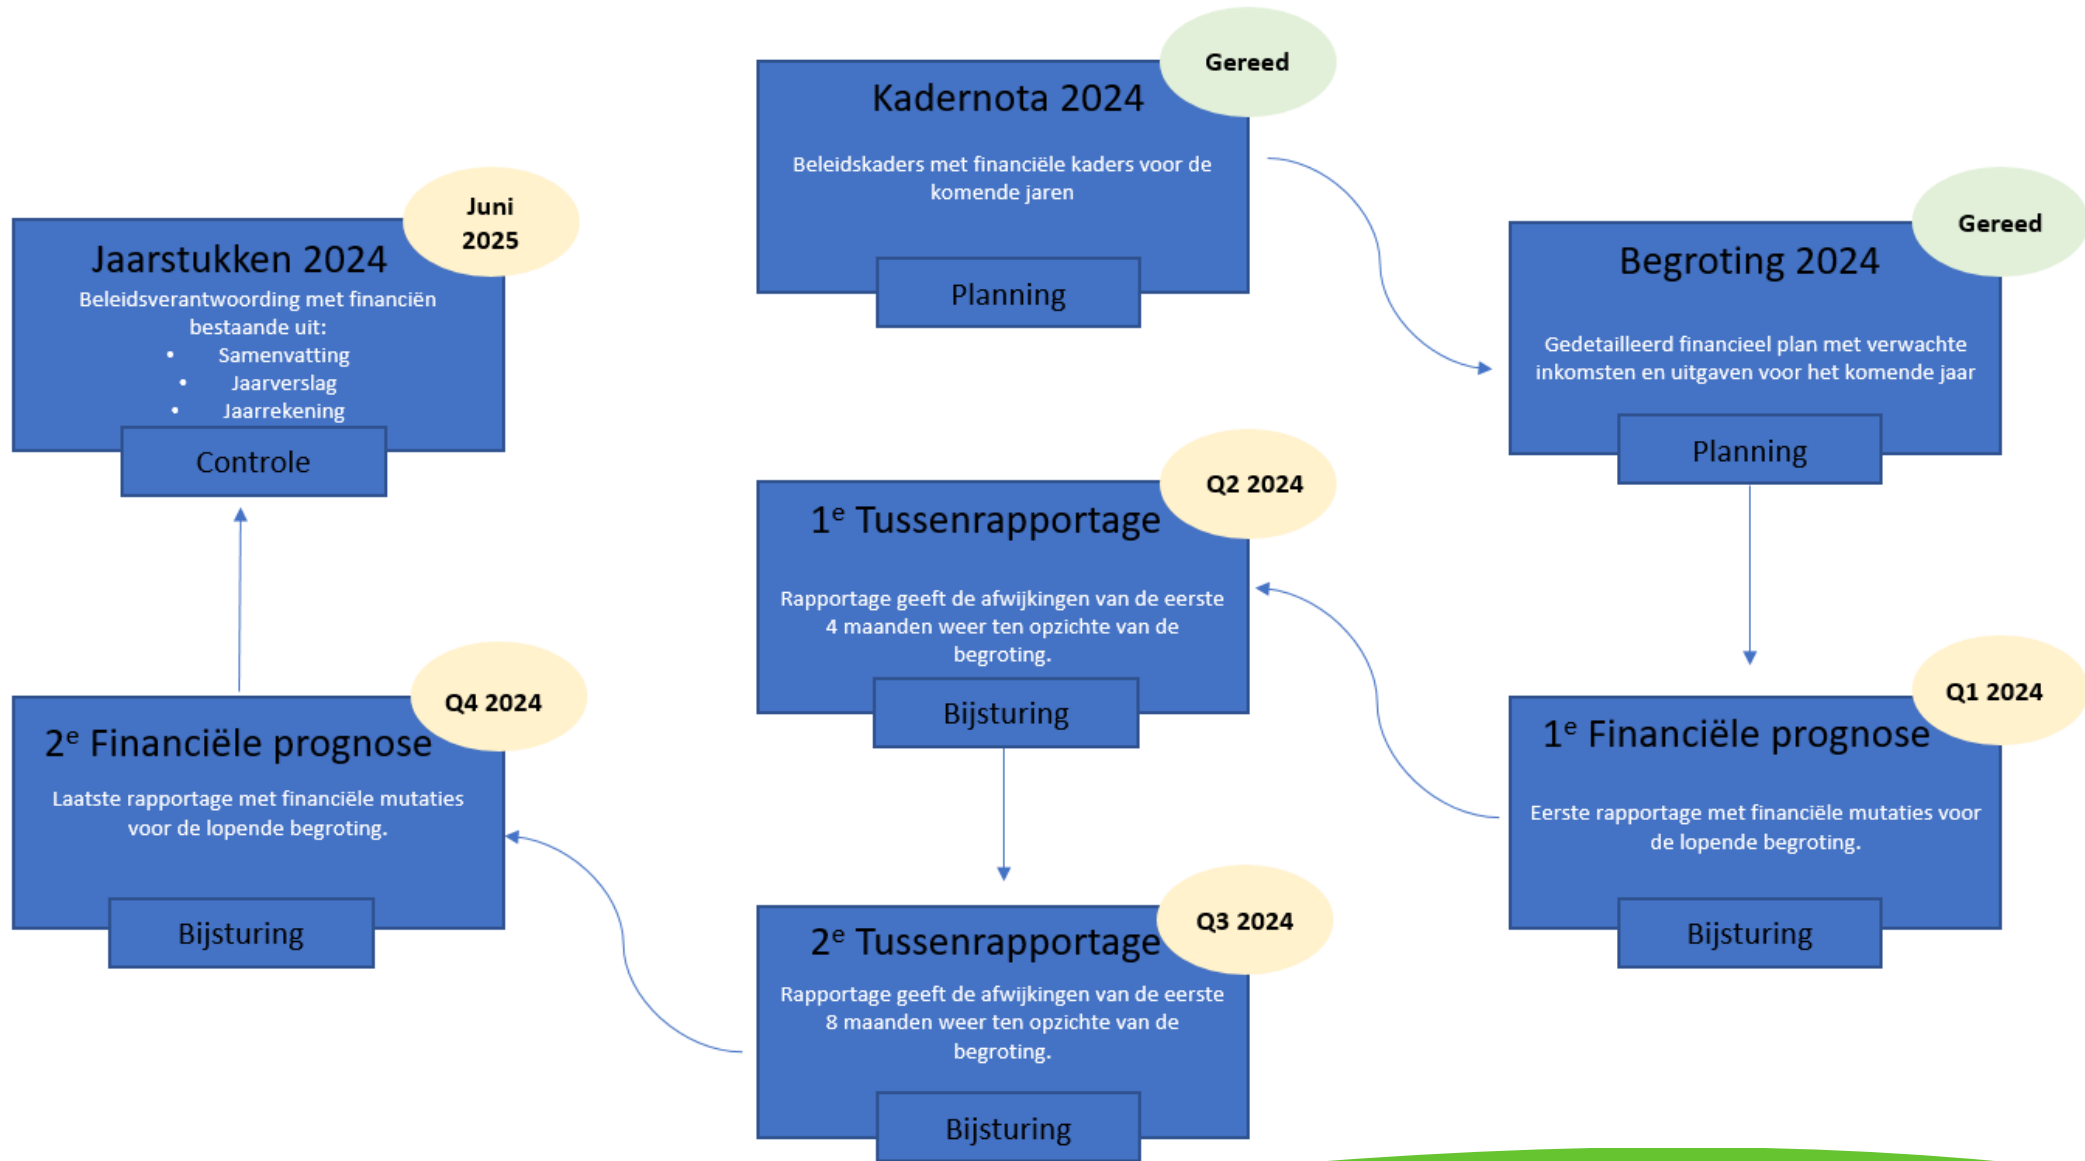 Gereed
Kadernota 2024
Beleidskaders met financiële kaders voor de
komende jaren
Planning
Gereed
Begroting 2024
Gedetailleerd financieel plan met verwachte
inkomsten en uitgaven voor het komende jaar
Planning
Q1 2024
1e Financiële prognose
Eerste rapportage met financiële mutaties voor
de lopende begroting.
Bijsturing
Q2 2024
1e Tussenrapportage
Rapportage geeft de afwijkingen van de eerste
4 maanden weer ten opzichte van de
begroting.
Bijsturing
Q3 2024
2e Tussenrapportage
Rapportage geeft de afwijkingen van de eerste
8 maanden weer ten opzichte van de
begroting.
Bijsturing
Q4 2024
2e Financiële prognose
Laatste rapportage met financiële mutaties
voor de lopende begroting.
Bijsturing
Juni
2025
Jaarstukken 2024
Beleidsverantwoording met financiën
bestaande uit:
• Samenvatting
• Jaarverslag
• Jaarrekening
Controle